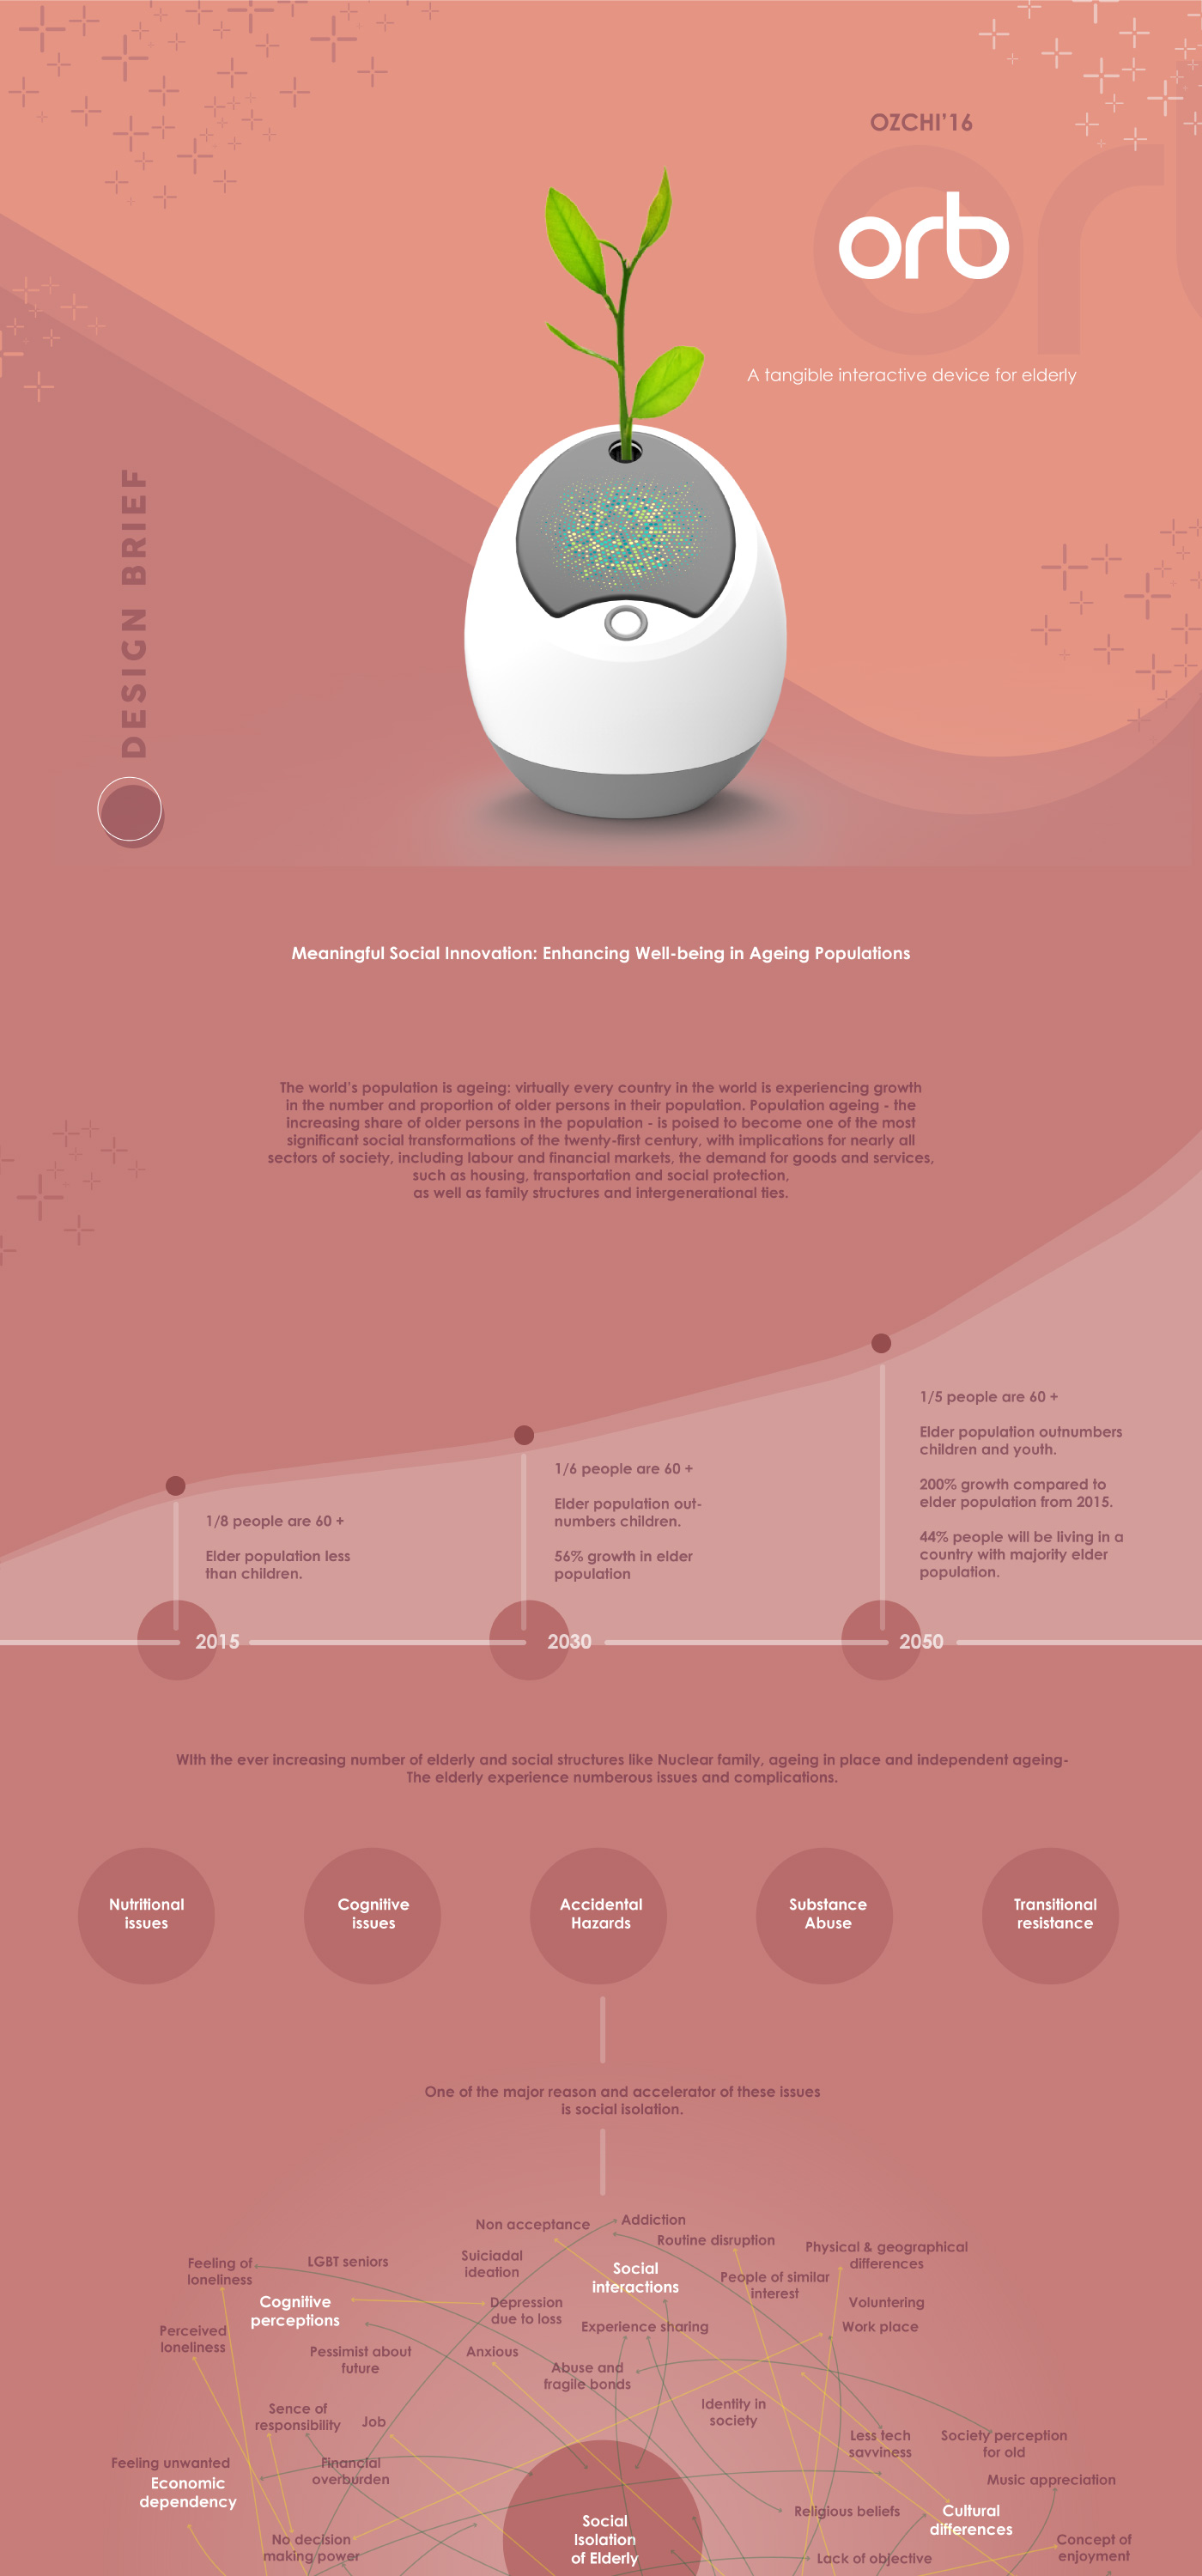 OZCHI'16
orb
A tangible interactive device for elderly
DESIGN BRIEF
Meaningful Social Innovation: Enhancing Well-being in Ageing Populations
The world's population is ageing: virtually every country in the world is experiencing growth
in the number and proportion of older persons in their population. Population ageing - the
increasing share of older persons in the population - is poised to become one of the most
significant social transformations of the twenty-first century, with implications for nearly all
sectors of society, including labour and financial markets, the demand for goods and services,
such as housing, transportation and social protection,
as well as family structures and intergenerational ties.
1/8 people are 60 +
Elder population less
than children.
2015
1/6 people are 60 +
Elder population out-
numbers children.
56% growth in elder
population
2030
1/5 people are 60 +
Elder population outnumbers
children and youth.
200% growth compared to
elder population from 2015.
44% people will be living in a
country with majority elder
population.
2050
WIth the ever increasing number of elderly and social structures like Nuclear family, ageing in place and independent ageing-
The elderly experience numberous issues and complications.
Nutritional
issues
Cognitive
issues
Accidental
Hazards
Substance
Abuse
Transitional
resistance
One of the major reason and accelerator of these issues
is social isolation.
Non acceptance
Addiction
Routine disruption
Physical & geographical
differences
Feeling of
loneliness
LGBT seniors
Suiciadal
ideation
Social
interactions
People of similar
interest
Cognitive
perceptions
Depression
due to loss
Voluntering
Perceived
loneliness
Experience sharing
Work place
Pessimist about
future
Anxious
Abuse and
fragile bonds
Identity in
society
Sence of
responsibility
Job
Less tech
savviness
Society perception
for old
Feeling unwanted
Financial
overburden
Music appreciation
Economic
dependency
Religious beliefs
Cultural
differences
Social
Isolation
of Elderly
No decision
making power
Lack of objective
Concept of
enjoyment